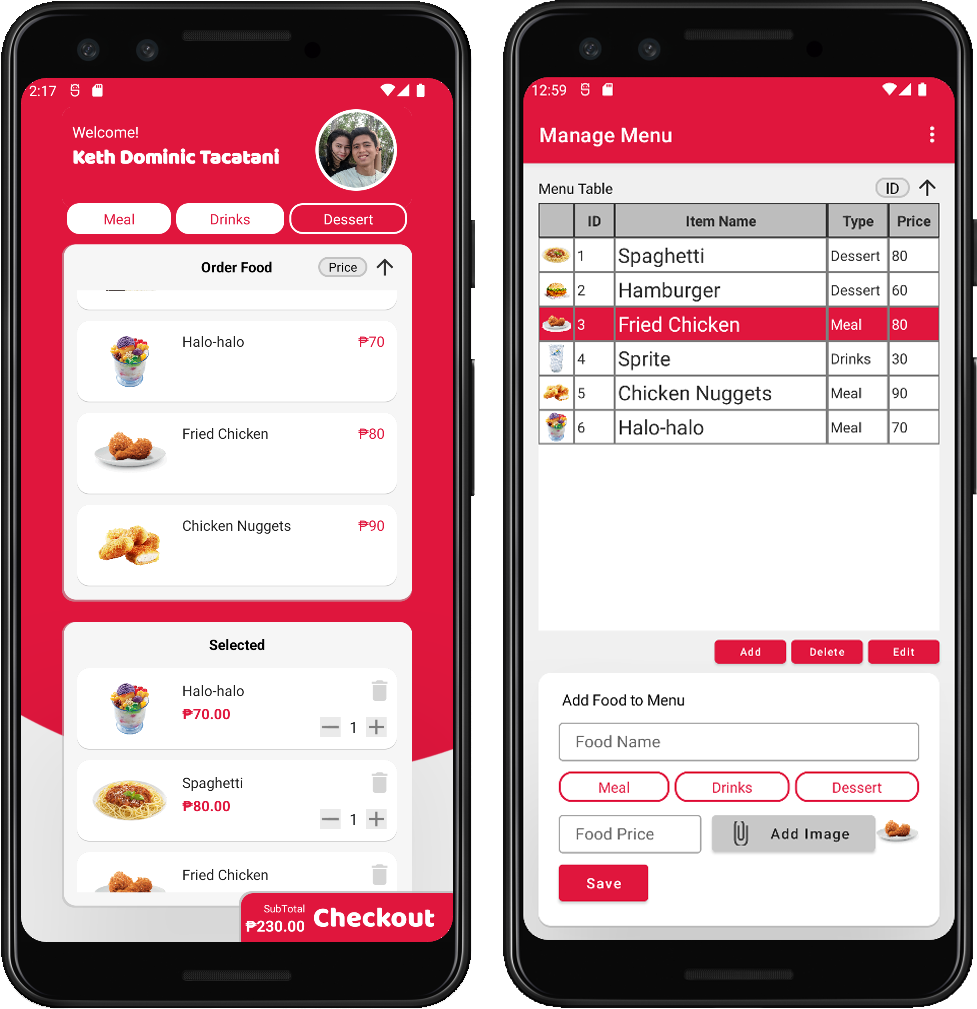 2:17
Welcome!
Keth Dominic Tacatani
Meal Drinks Dessert
Order Food Price
Halo-halo ₱70
Fried Chicken ₱80
Chicken Nuggets ₱90
Selected
Halo-halo
₱70.00
1
Spaghetti
₱80.00
1
Fried Chicken
SubTotal
₱230.00 Checkout
12:59
Manage Menu
Menu Table ID
ID Item Name Type Price
1 Spaghetti Dessert 80
2 Hamburger Dessert 60
3 Fried Chicken Meal 80
4 Sprite Drinks 30
5 Chicken Nuggets Meal 90
6 Halo-halo Meal 70
Add Delete Edit
Add Food to Menu
Food Name
Meal Drinks Dessert
Food Price Add Image
Save